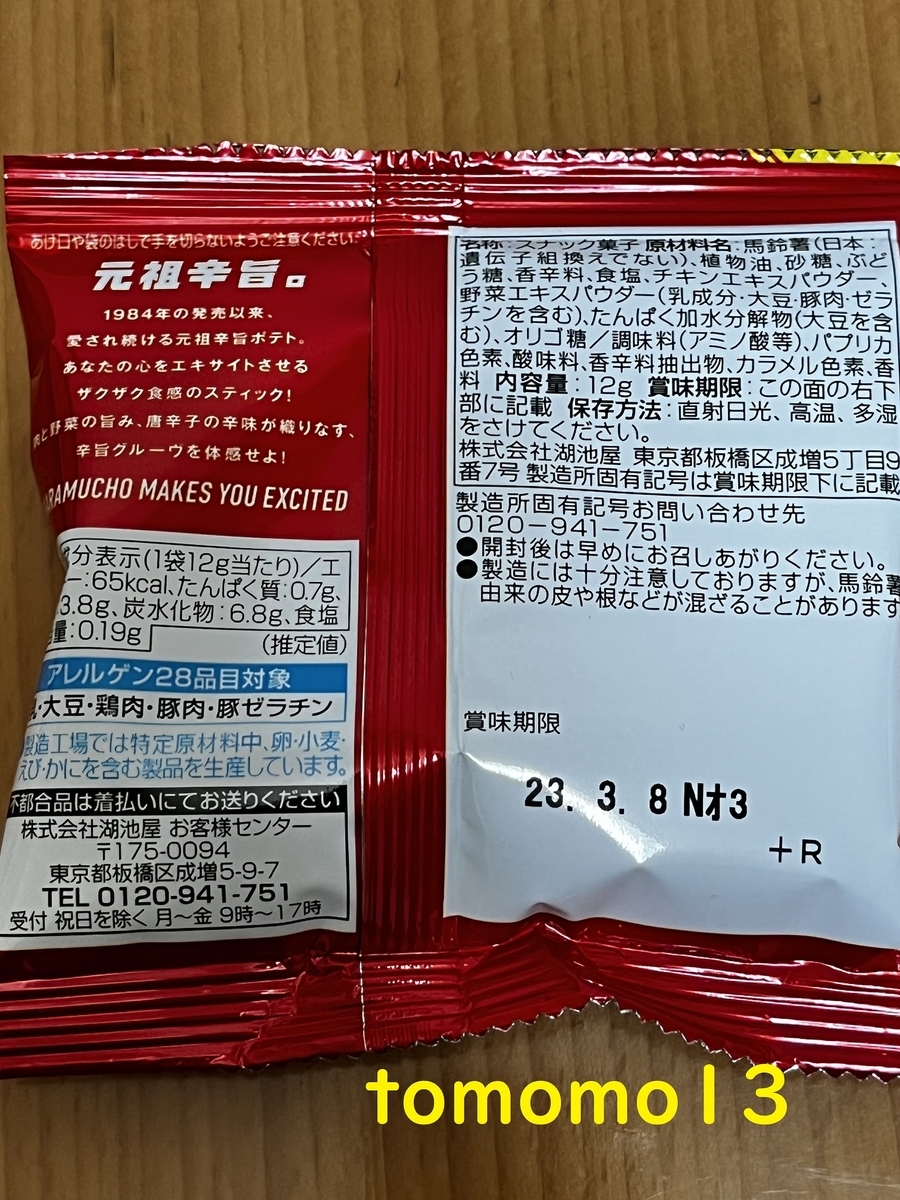 あけ口や袋のはしで手を切らないようご注意ください。
元祖辛旨。
1984年の発売以来、
愛され続ける元祖辛旨ポテト。
あなたの心をエキサイトさせる
ザクザク食感のスティック!
と野菜の旨み、唐辛子の辛味が織りなす、
辛旨グルーヴを体感せよ!
RAMUCHO MAKES YOU EXCITED
分表示(1袋12g当たり)/エ
ー:65kcal、たんぱく質:0.7g、
3.8g、炭水化物:6.8g、食塩
量:0.19g
(推定値)
アレルゲン28品目対象
乳・大豆・鶏肉・豚肉・豚ゼラチン
製造工場では特定原材料中、卵・小麦・
えび・かにを含む製品を生産しています。
不都合品は着払いにてお送りください
株式会社湖池屋 お客様センター
〒175-0094
東京都板橋区成増5-9-7
TEL 0120-941-751
受付 祝日を除く 月〜金 9時〜17時
名称:スナック菓子 原材料名:馬鈴薯(日本:
遺伝子組換えでない)、植物油、砂糖、ぶど
う糖、香辛料、食塩、チキンエキスパウダー、
野菜エキスパウダー(乳成分・大豆・豚肉・ゼラ
チンを含む)、たんぱく加水分解物(大豆を含
む)、オリゴ糖/調味料(アミノ酸等)、パプリカ
色素、酸味料、香辛料抽出物、カラメル色素、香
料 内容量:12g 賞味期限:この面の右下
部に記載 保存方法:直射日光、高温、多湿
をさけてください。
株式会社湖池屋 東京都板橋区成増5丁目9
番7号 製造所固有記号は賞味期限下に記載
製造所固有記号お問い合わせ先
0120-941-751
●開封後は早めにお召しあがりください。
●製造には十分注意しておりますが、馬鈴薯
由来の皮や根などが混ざることがあります
賞味期限
23. 3. 8 Nオ3
+R
tomomo13